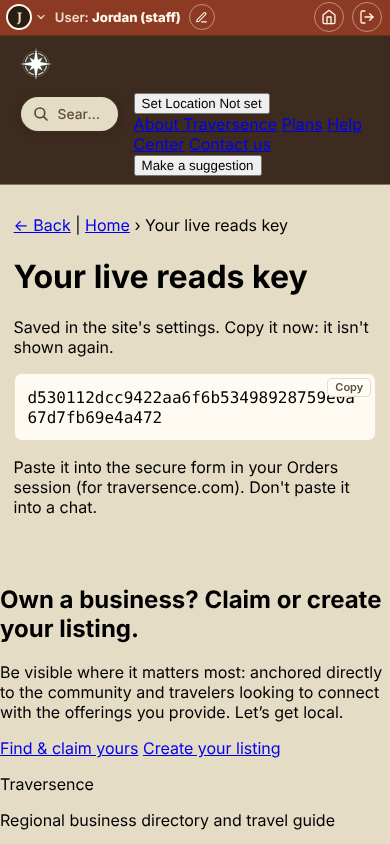 J User: Jordan (staff)
Sear...
Set Location Not set
About Traversence Plans Help
Center Contact us
Make a suggestion
← Back | Home › Your live reads key
Your live reads key
Saved in the site's settings. Copy it now: it isn't
shown again.
Copy
d530112dcc9422aa6f6b53498928759e0a
67d7fb69e4a472
Paste it into the secure form in your Orders
session (for traversence.com). Don't paste it
into a chat.
Own a business? Claim or create
your listing.
Be visible where it matters most: anchored directly
to the community and travelers looking to connect
with the offerings you provide. Let’s get local.
Find & claim yours Create your listing
Traversence
Regional business directory and travel guide